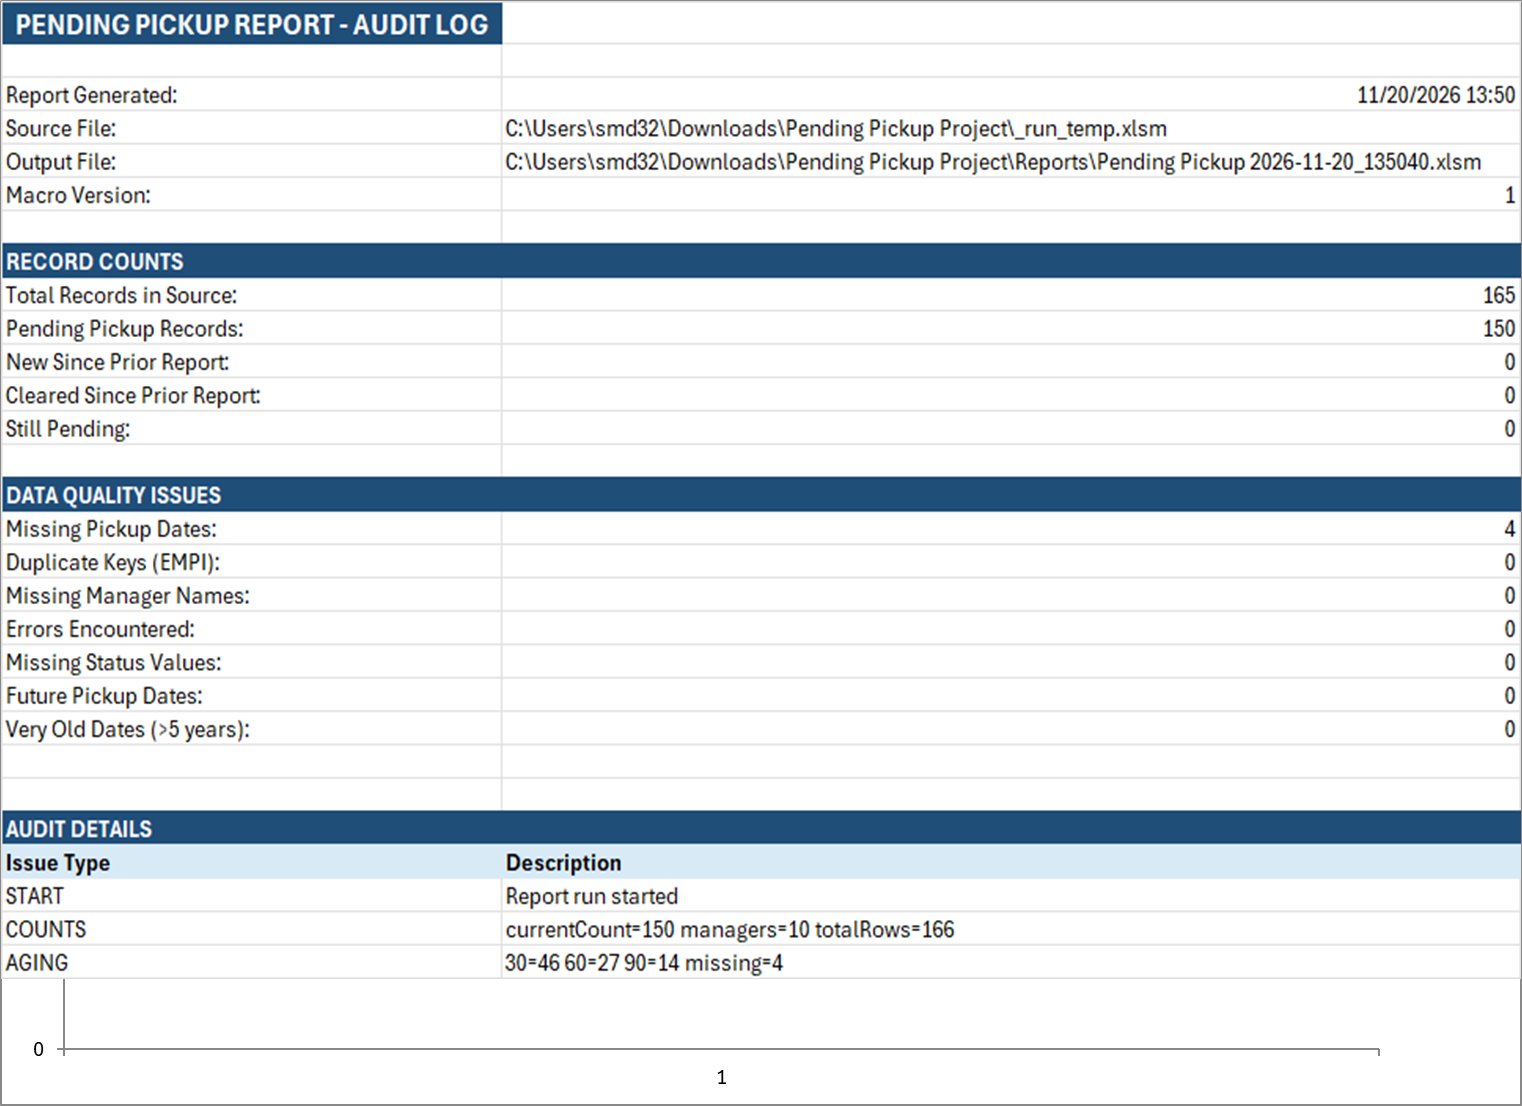 PENDING PICKUP REPORT - AUDIT LOG
Report Generated: 11/20/2026 13:50
Source File: C:\Users\smd32\Downloads\Pending Pickup Project\_run_temp.xlsm
Output File: C:\Users\smd32\Downloads\Pending Pickup Project\Reports\Pending Pickup 2026-11-20_135040.xlsm
Macro Version: 1
RECORD COUNTS
Total Records in Source: 165
Pending Pickup Records: 150
New Since Prior Report: 0
Cleared Since Prior Report: 0
Still Pending: 0
DATA QUALITY ISSUES
Missing Pickup Dates: 4
Duplicate Keys (EMPI): 0
Missing Manager Names: 0
Errors Encountered: 0
Missing Status Values: 0
Future Pickup Dates: 0
Very Old Dates (>5 years): 0
AUDIT DETAILS
Issue Type Description
START Report run started
COUNTS currentCount=150 managers=10 totalRows=166
AGING 30=46 60=27 90=14 missing=4
0
1